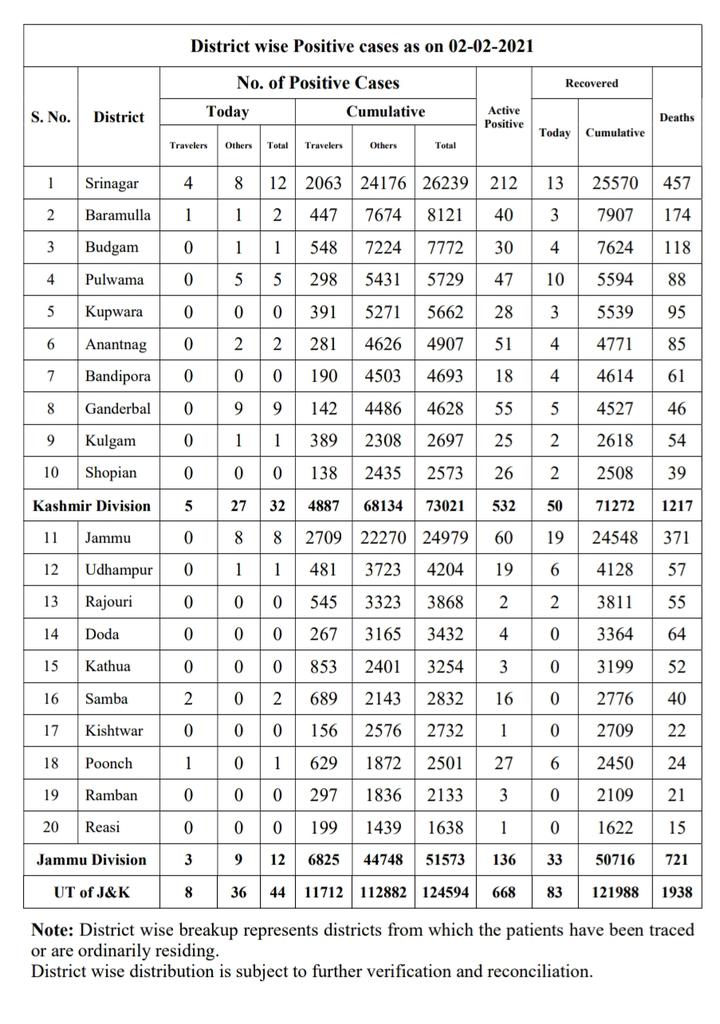 District wise Positive cases as on 02-02-2021
S. No. District No. of Positive Cases Active Positive Recovered Deaths
Today Cumulative Today Cumulative
Travelers Others Total Travelers Others Total
1 Srinagar 4 8 12 2063 24176 26239 212 13 25570 457
2 Baramulla 1 1 2 447 7674 8121 40 3 7907 174
3 Budgam 0 1 1 548 7224 7772 30 4 7624 118
4 Pulwama 0 5 5 298 5431 5729 47 10 5594 88
5 Kupwara 0 0 0 391 5271 5662 28 3 5539 95
6 Anantnag 0 2 2 281 4626 4907 51 4 4771 85
7 Bandipora 0 0 0 190 4503 4693 18 4 4614 61
8 Ganderbal 0 9 9 142 4486 4628 55 5 4527 46
9 Kulgam 0 1 1 389 2308 2697 25 2 2618 54
10 Shopian 0 0 0 138 2435 2573 26 2 2508 39
Kashmir Division 5 27 32 4887 68134 73021 532 50 71272 1217
11 Jammu 0 8 8 2709 22270 24979 60 19 24548 371
12 Udhampur 0 1 1 481 3723 4204 19 6 4128 57
13 Rajouri 0 0 0 545 3323 3868 2 2 3811 55
14 Doda 0 0 0 267 3165 3432 4 0 3364 64
15 Kathua 0 0 0 853 2401 3254 3 0 3199 52
16 Samba 2 0 2 689 2143 2832 16 0 2776 40
17 Kishtwar 0 0 0 156 2576 2732 1 0 2709 22
18 Poonch 1 0 1 629 1872 2501 27 6 2450 24
19 Ramban 0 0 0 297 1836 2133 3 0 2109 21
20 Reasi 0 0 0 199 1439 1638 1 0 1622 15
Jammu Division 3 9 12 6825 44748 51573 136 33 50716 721
UT of J&K 8 36 44 11712 112882 124594 668 83 121988 1938
Note: District wise breakup represents districts from which the patients have been traced
or are ordinarily residing.
District wise distribution is subject to further verification and reconciliation.